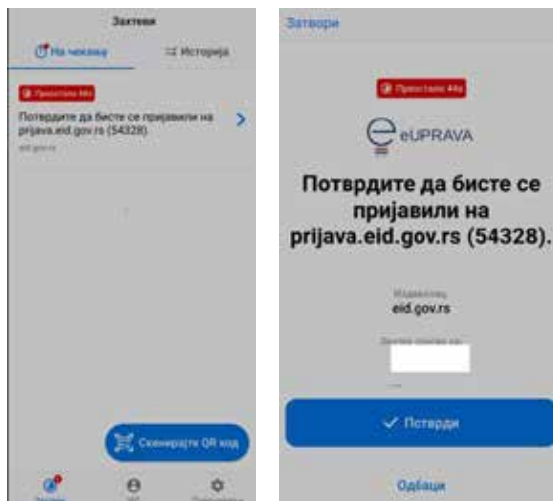 Захтеви
На чекању
Историја
Преостало 44s
Потврдите да бисте се пријавили на
prijava.eid.gov.rs (54328).
eid.gov.rs
Скенирајте QR код
Захтеви
Затвори
Преостало 44s
eUPRAVA
Потврдите да бисте се
пријавили на
prijava.eid.gov.rs (54328).
Издавалац
eid.gov.rs
Потврди
Одбаци